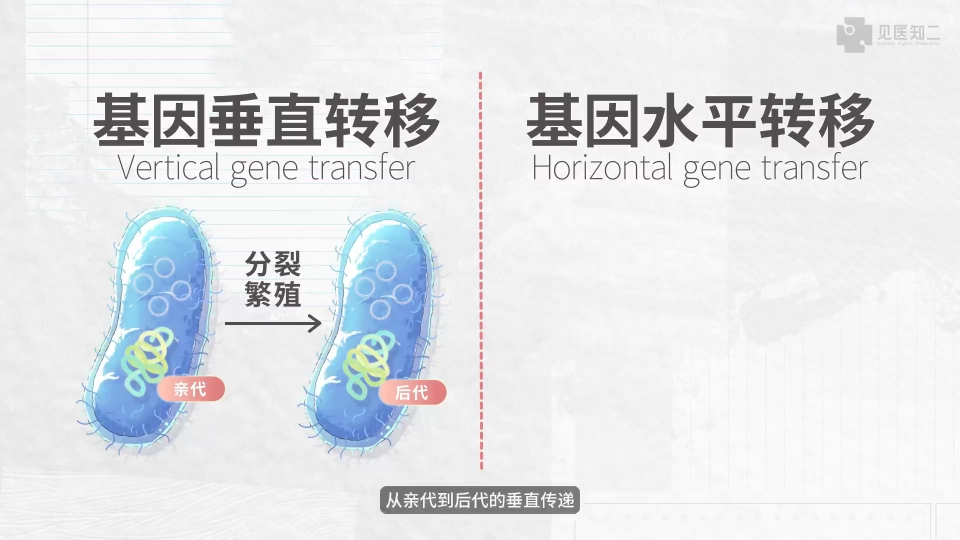 见医知二
基因垂直转移
Vertical gene transfer
基因水平转移
Horizontal gene transfer
分裂
繁殖
亲代
后代
从亲代到后代的垂直传递